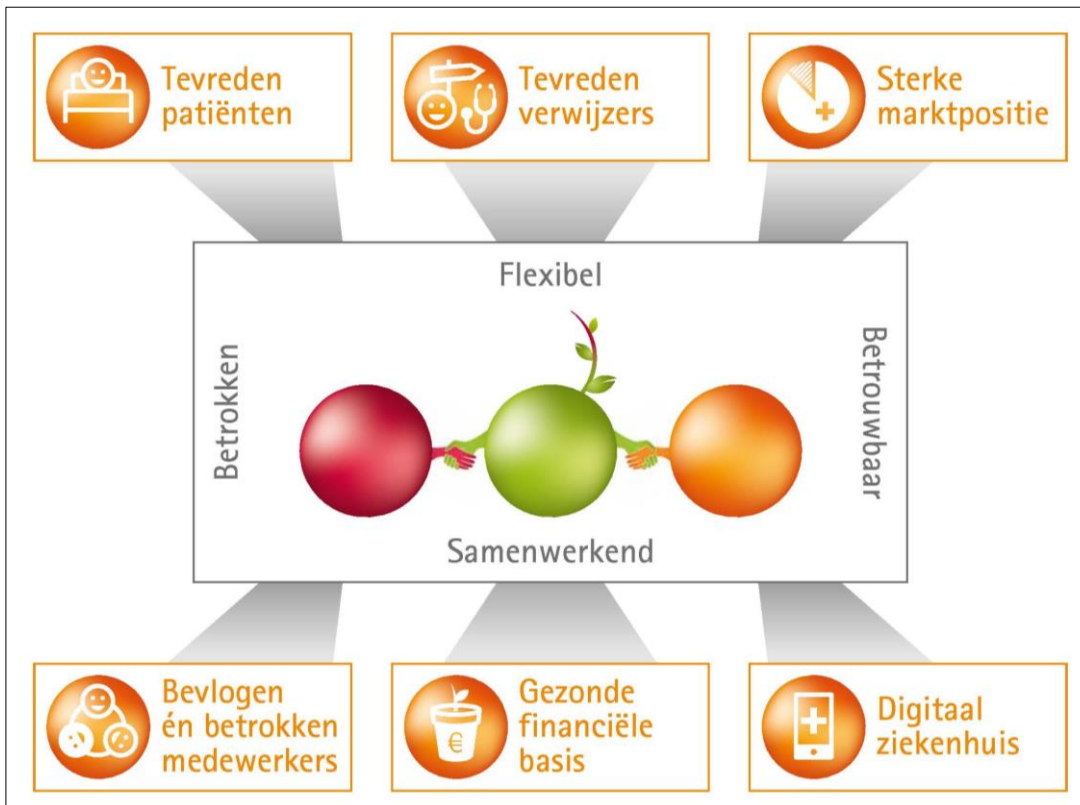 Tevreden
patiënten
Tevreden
verwijzers
Sterke
marktpositie
Flexibel
Betrokken
Betrouwbaar
Samenwerkend
Bevlogen
én betrokken
medewerkers
Gezonde
financiële
basis
€
Digitaal
ziekenhuis